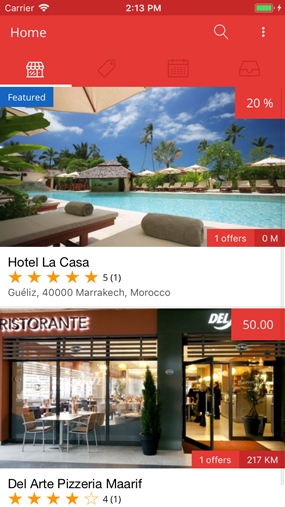 Carrier 2:13 PM
Home
Featured
20 %
1 offers 0 M
Hotel La Casa
5 (1)
Guéliz, 40000 Marrakech, Morocco
RISTORANTE
DEL
50.00
1 offers 217 KM
Del Arte Pizzeria Maarif
4 (1)